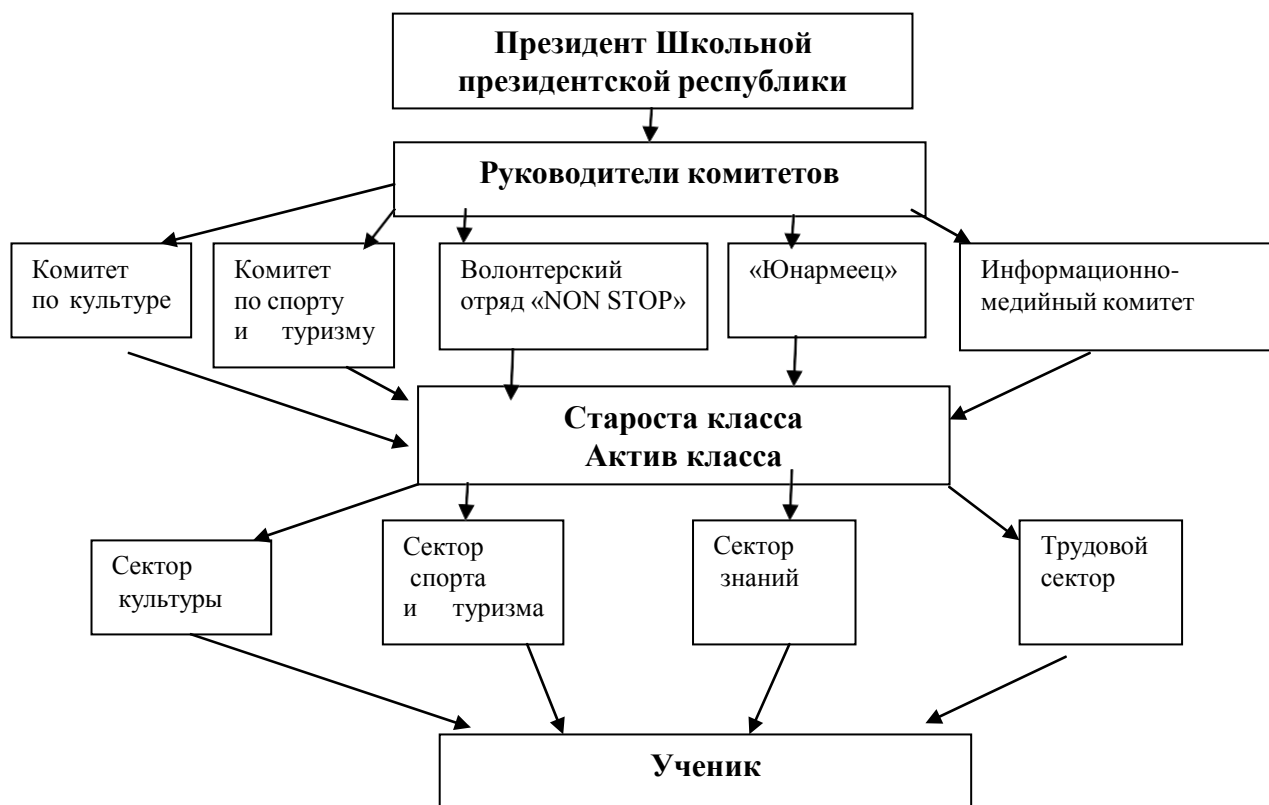 Президент Школьной
президентской республики
Руководители комитетов
Комитет
по культуре
Комитет
по спорту
и туризму
Волонтерский
отряд «NON STOP»
«Юнармеец»
Информационно-
медийный комитет
Староста класса
Актив класса
Сектор
культуры
Сектор
спорта
и туризма
Сектор
знаний
Трудовой
сектор
Ученик